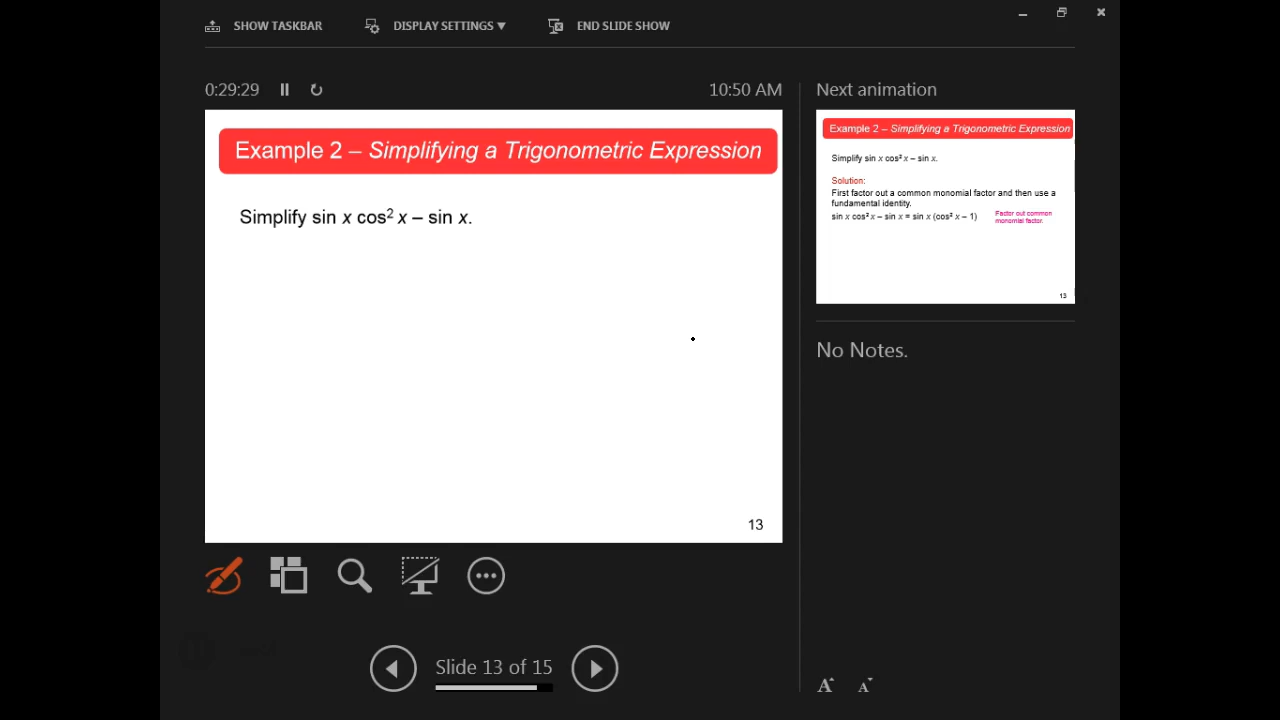 SHOW TASKBAR
DISPLAY SETTINGS ▼
END SLIDE SHOW
0:29:29
10:50 AM
Next animation
Example 2 – Simplifying a Trigonometric Expression
Simplify sin x cos² x – sin x.
13
Example 2 – Simplifying a Trigonometric Expression
Simplify sin x cos² x – sin x.
Solution:
First factor out a common monomial factor and then use a
fundamental identity.
sin x cos² x – sin x = sin x (cos² x – 1)
Factor out common
monomial factor.
13
No Notes.
Slide 13 of 15
A A